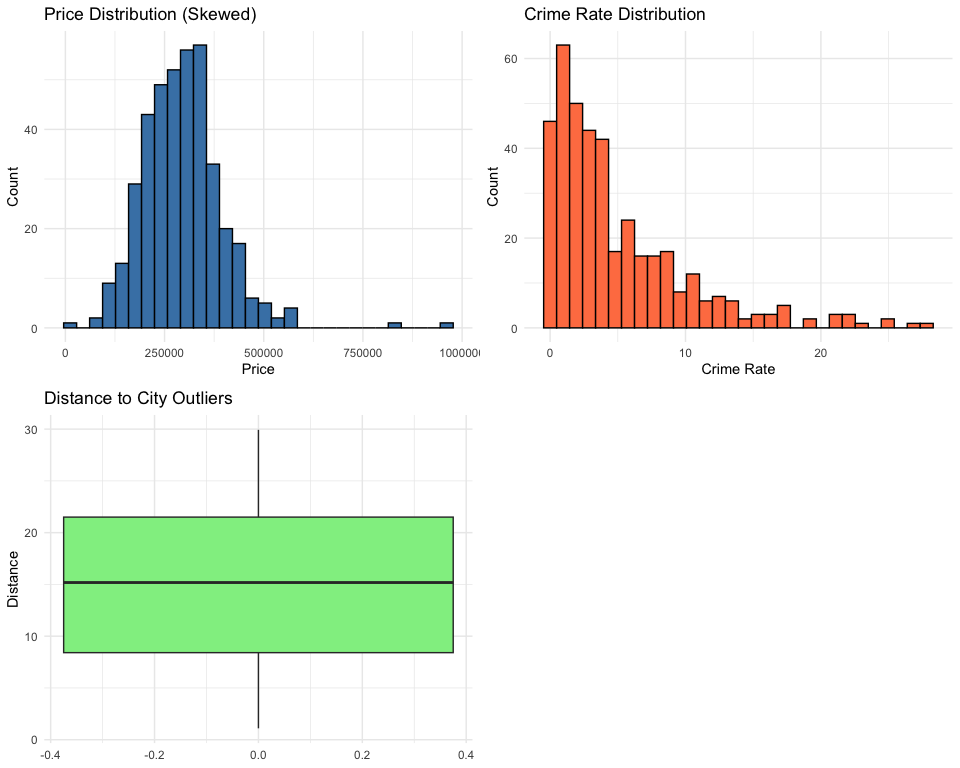 Price Distribution (Skewed)
Count
40
20
0
0 250000 500000 750000 100000
Price
Crime Rate Distribution
Count
60
40
20
0
0 10 20
Crime Rate
Distance to City Outliers
Distance
30
20
10
0
-0.4 -0.2 0.0 0.2 0.4